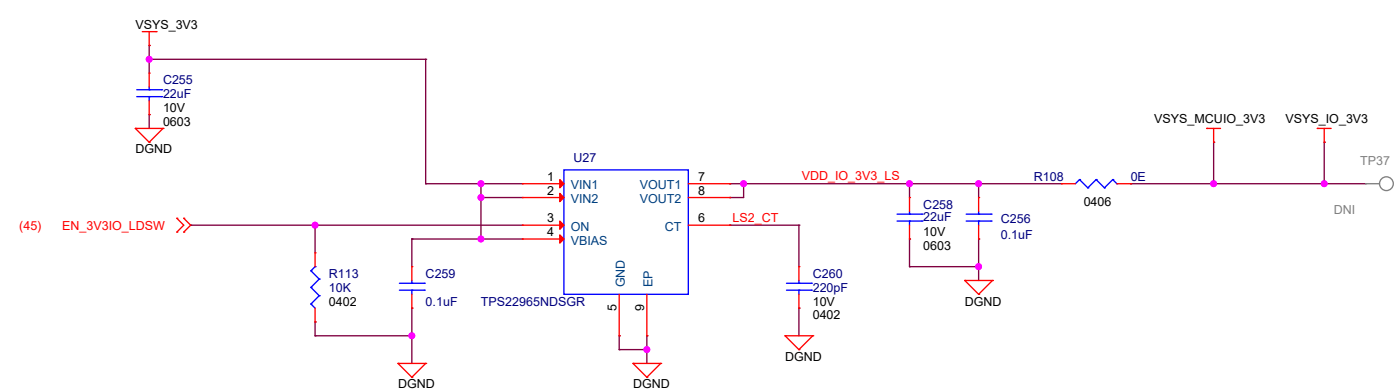 VSYS_3V3
C255
22uF
10V
0603
DGND
VSYS_MCUIO_3V3
VSYS_IO_3V3
TP37
DNI
U27
1
VIN1
2
VIN2
3
ON
4
VBIAS
VOUT1
7
VOUT2
8
CT
6
GND
5
EP
9
TPS22965NDSGR
(45)
EN_3V3IO_LDSW
R113
10K
0402
C259
0.1uF
DGND
DGND
LS2_CT
C260
220pF
10V
0402
DGND
VDD_IO_3V3_LS
C258
22uF
10V
0603
C256
0.1uF
DGND
R108
0E
0406